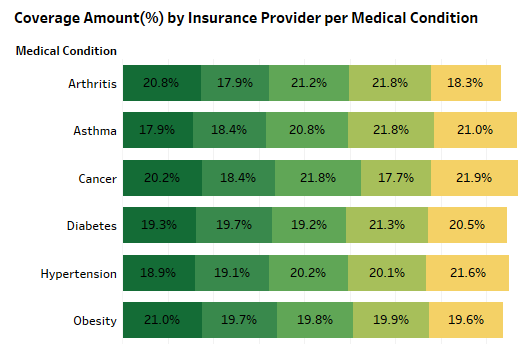 Coverage Amount(%) by Insurance Provider per Medical Condition
Medical Condition
Arthritis 20.8% 17.9% 21.2% 21.8% 18.3%
Asthma 17.9% 18.4% 20.8% 21.8% 21.0%
Cancer 20.2% 18.4% 21.8% 17.7% 21.9%
Diabetes 19.3% 19.7% 19.2% 21.3% 20.5%
Hypertension 18.9% 19.1% 20.2% 20.1% 21.6%
Obesity 21.0% 19.7% 19.8% 19.9% 19.6%